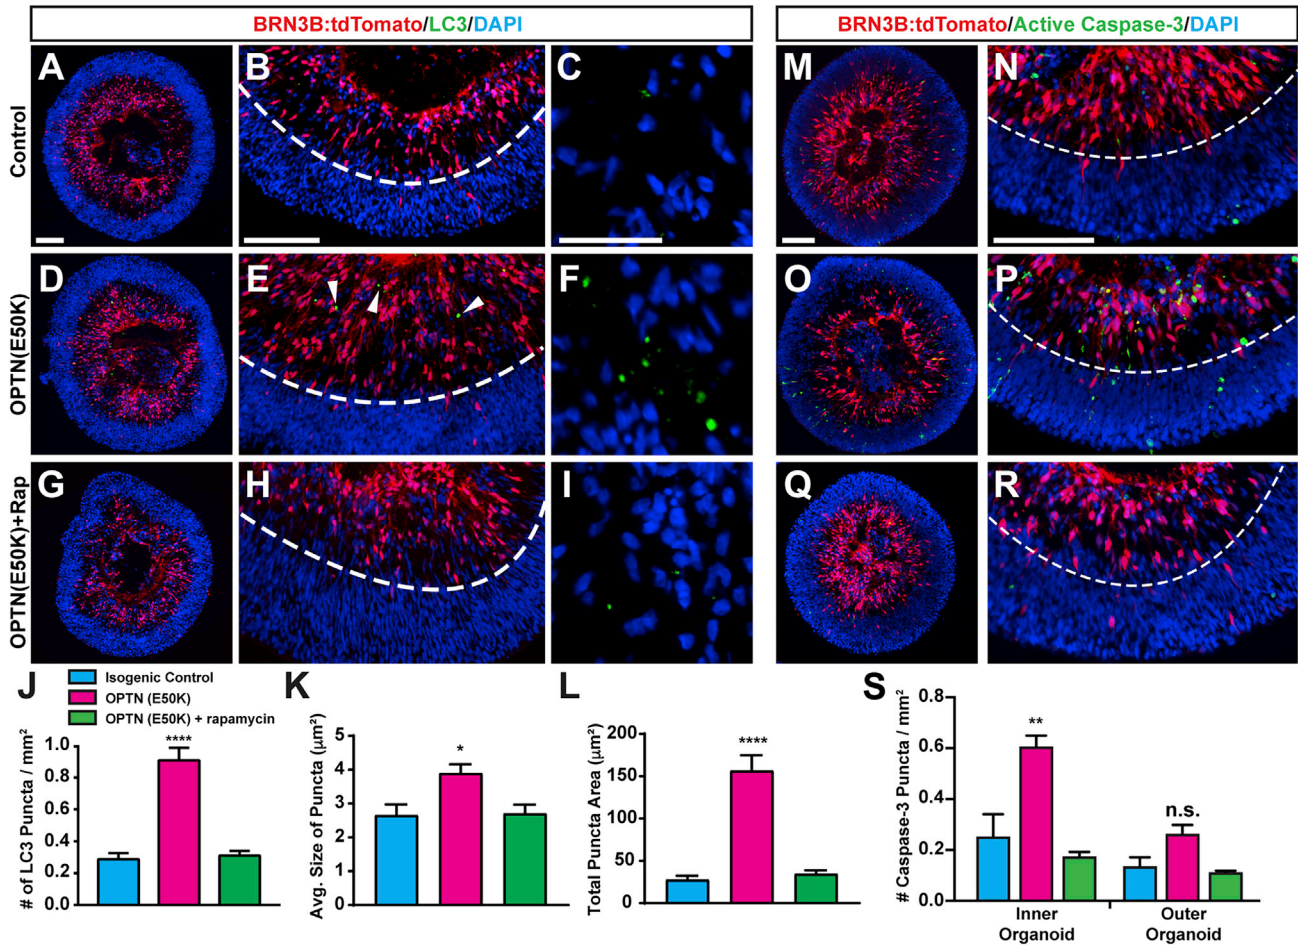 BRN3B:tdTomato/LC3/DAPI
BRN3B:tdTomato/Active Caspase-3/DAPI
Control
A
B
C
M
N
OPTN(E50K)
D
E
F
O
P
OPTN(E50K)+Rap
G
H
I
Q
R
J
Isogenic Control
OPTN (E50K)
OPTN (E50K) + rapamycin
# of LC3 Puncta / mm²
1.0
0.8
0.6
0.4
0.2
0.0
****
K
Avg. Size of Puncta (µm²)
5
4
3
2
1
0
*
L
Total Puncta Area (µm²)
200
150
100
50
0
****
S
# Caspase-3 Puncta / mm²
0.8
0.6
0.4
0.2
0.0
**
n.s.
Inner
Organoid
Outer
Organoid